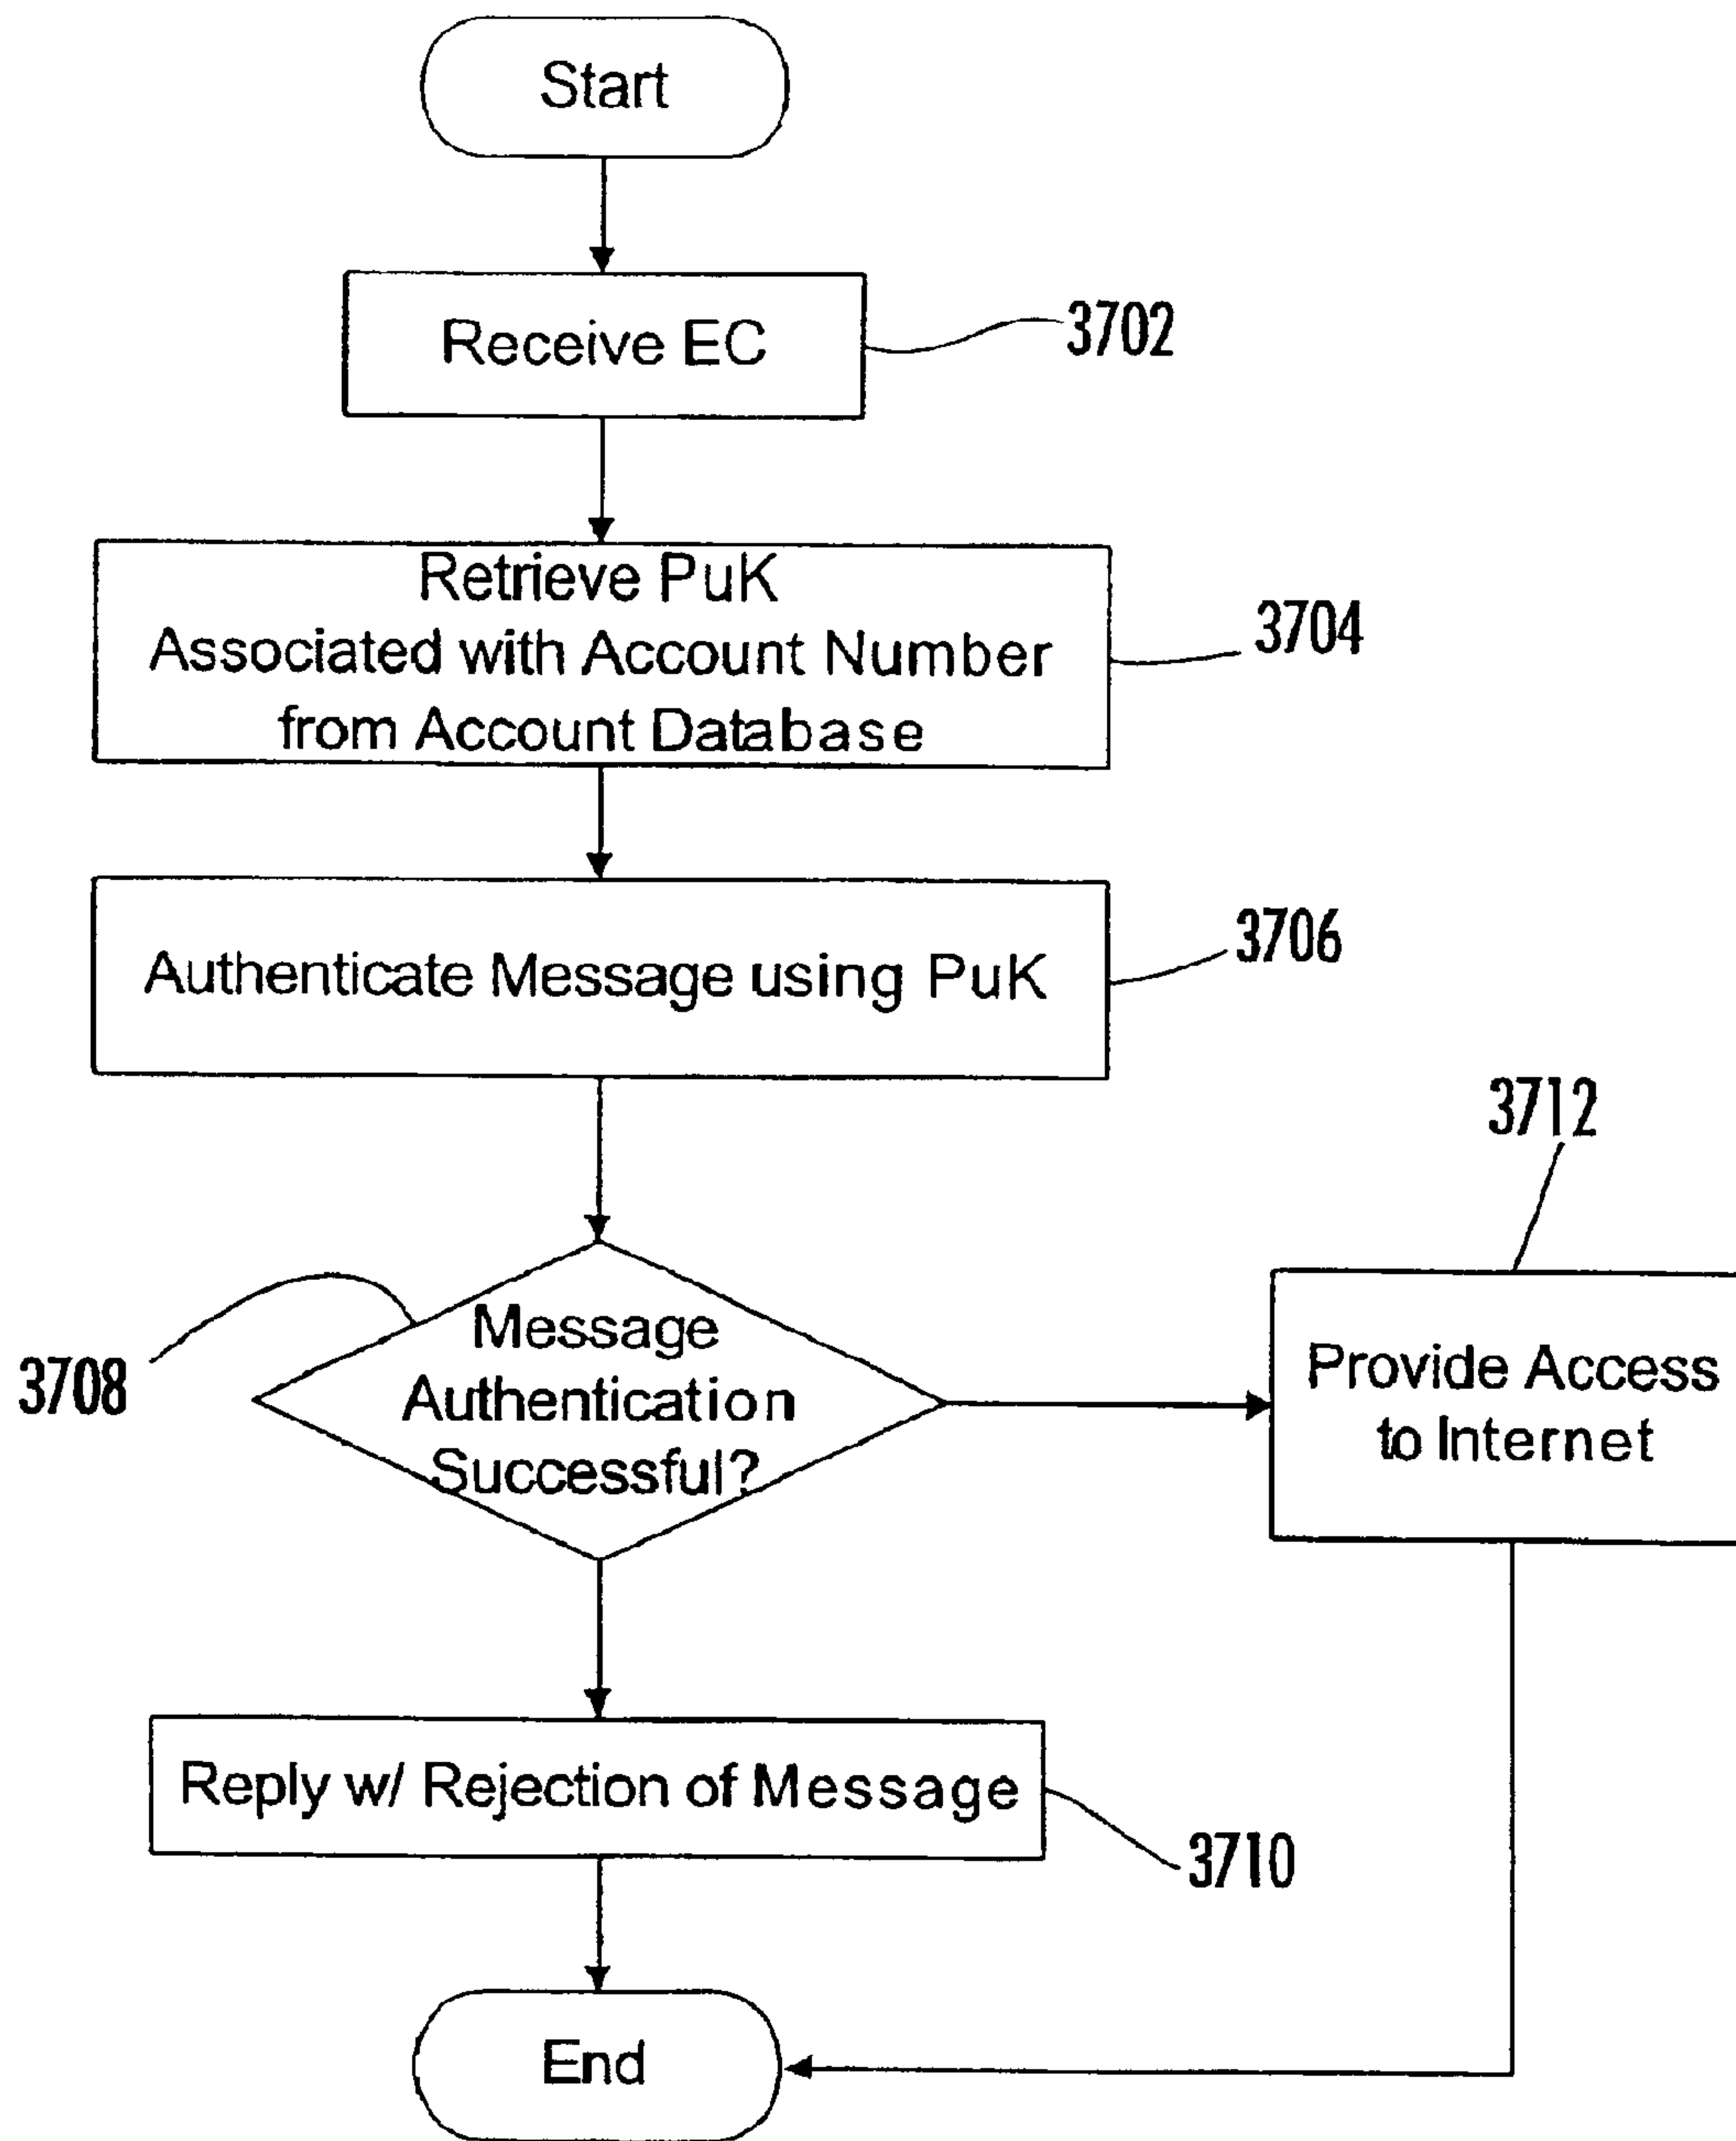 Start
Receive EC
3702
Retrieve PuK
Associated with Account Number
from Account Database
3704
Authenticate Message using PuK
3706
3712
Message
Authentication
Successful?
3708
Provide Access
to Internet
Reply w/ Rejection of Message
3710
End